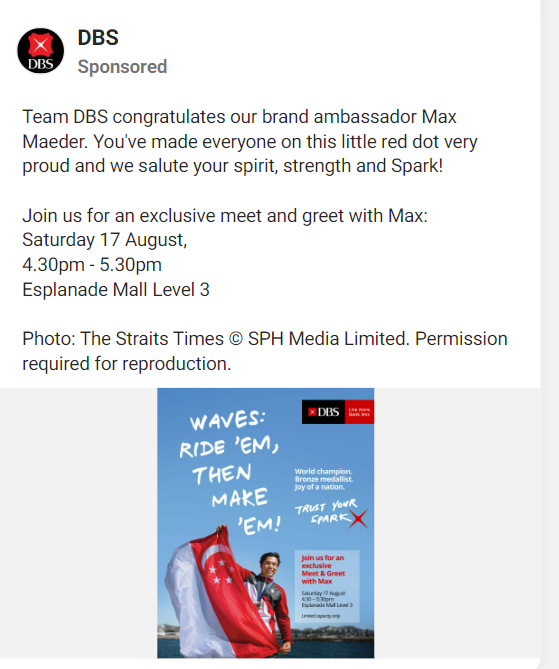 DBS
DBS
Sponsored
Team DBS congratulates our brand ambassador Max
Maeder. You've made everyone on this little red dot very
proud and we salute your spirit, strength and Spark!
Join us for an exclusive meet and greet with Max:
Saturday 17 August,
4.30pm - 5.30pm
Esplanade Mall Level 3
Photo: The Straits Times © SPH Media Limited. Permission
required for reproduction.
DBS
Live more,
Bank less
WAVES:
RIDE 'EM,
THEN
MAKE
'EM!
World champion.
Bronze medallist.
Joy of a nation.
TRUST YOUR
SPARK
Join us for an
exclusive
Meet & Greet
with Max
Saturday 17 August
4:30 - 5:30pm
Esplanade Mall Level 3
Limited capacity only.